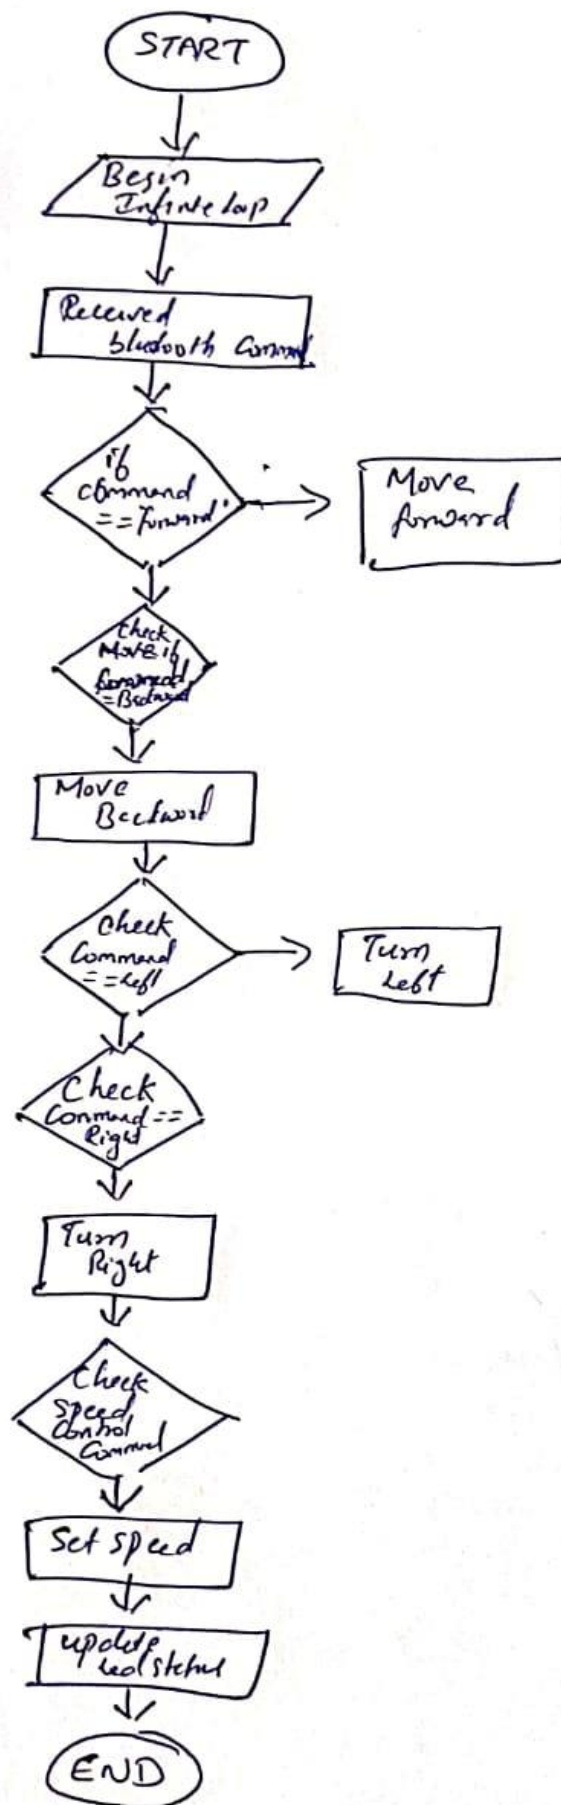 START
Begin
Infinite loop
Received
bluetooth Command
if
command
== forward"
Move
forward
Check
Move if
= Backward
Move
Backword
Check
Command
== Left
Turn
Left
Check
Command ==
Right
Turn
Right
Check
Speed
Control
Command
Set speed
update
led status
END